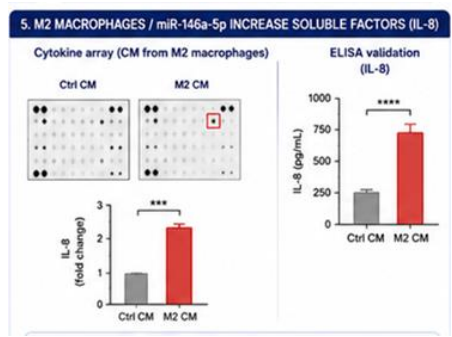 5. M2 MACROPHAGES / miR-146a-5p INCREASE SOLUBLE FACTORS (IL-8)
Cytokine array (CM from M2 macrophages)
Ctrl CM
M2 CM
IL-8
(fold change)
3
2
1
0
***
Ctrl CM
M2 CM
ELISA validation
(IL-8)
IL-8 (pg/mL)
1000
750
500
250
0
****
Ctrl CM
M2 CM